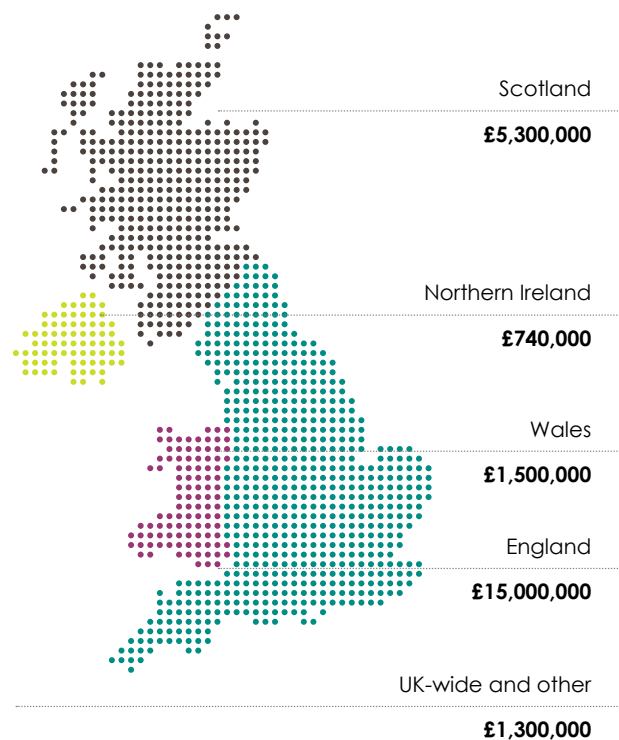 Scotland
£5,300,000
Northern Ireland
£740,000
Wales
£1,500,000
England
£15,000,000
UK-wide and other
£1,300,000